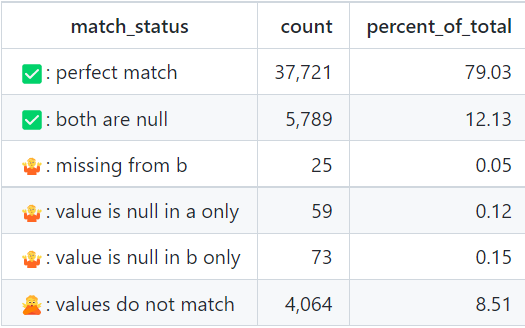 match_status count percent_of_total
✅: perfect match 37,721 79.03
✅: both are null 5,789 12.13
🤷: missing from b 25 0.05
🤷: value is null in a only 59 0.12
🤷: value is null in b only 73 0.15
🙅: values do not match 4,064 8.51